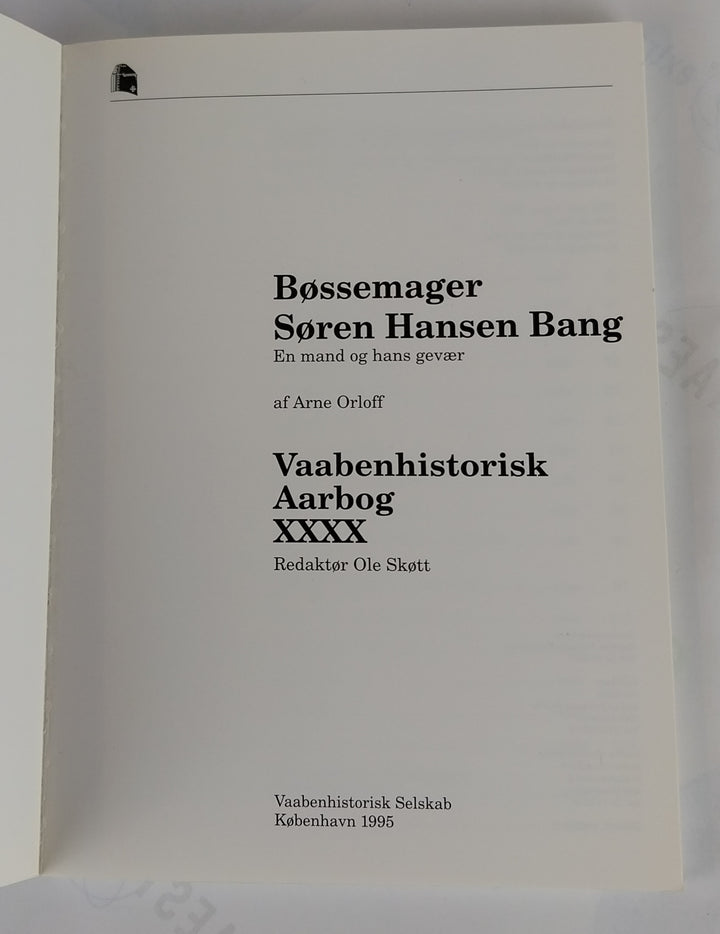 Bøssemager
Søren Hansen Bang
En mand og hans gevær
af Arne Orloff
Vaabenhistorisk
Aarbog
XXXX
Redaktør Ole Skøtt
Vaabenhistorisk Selskab
København 1995